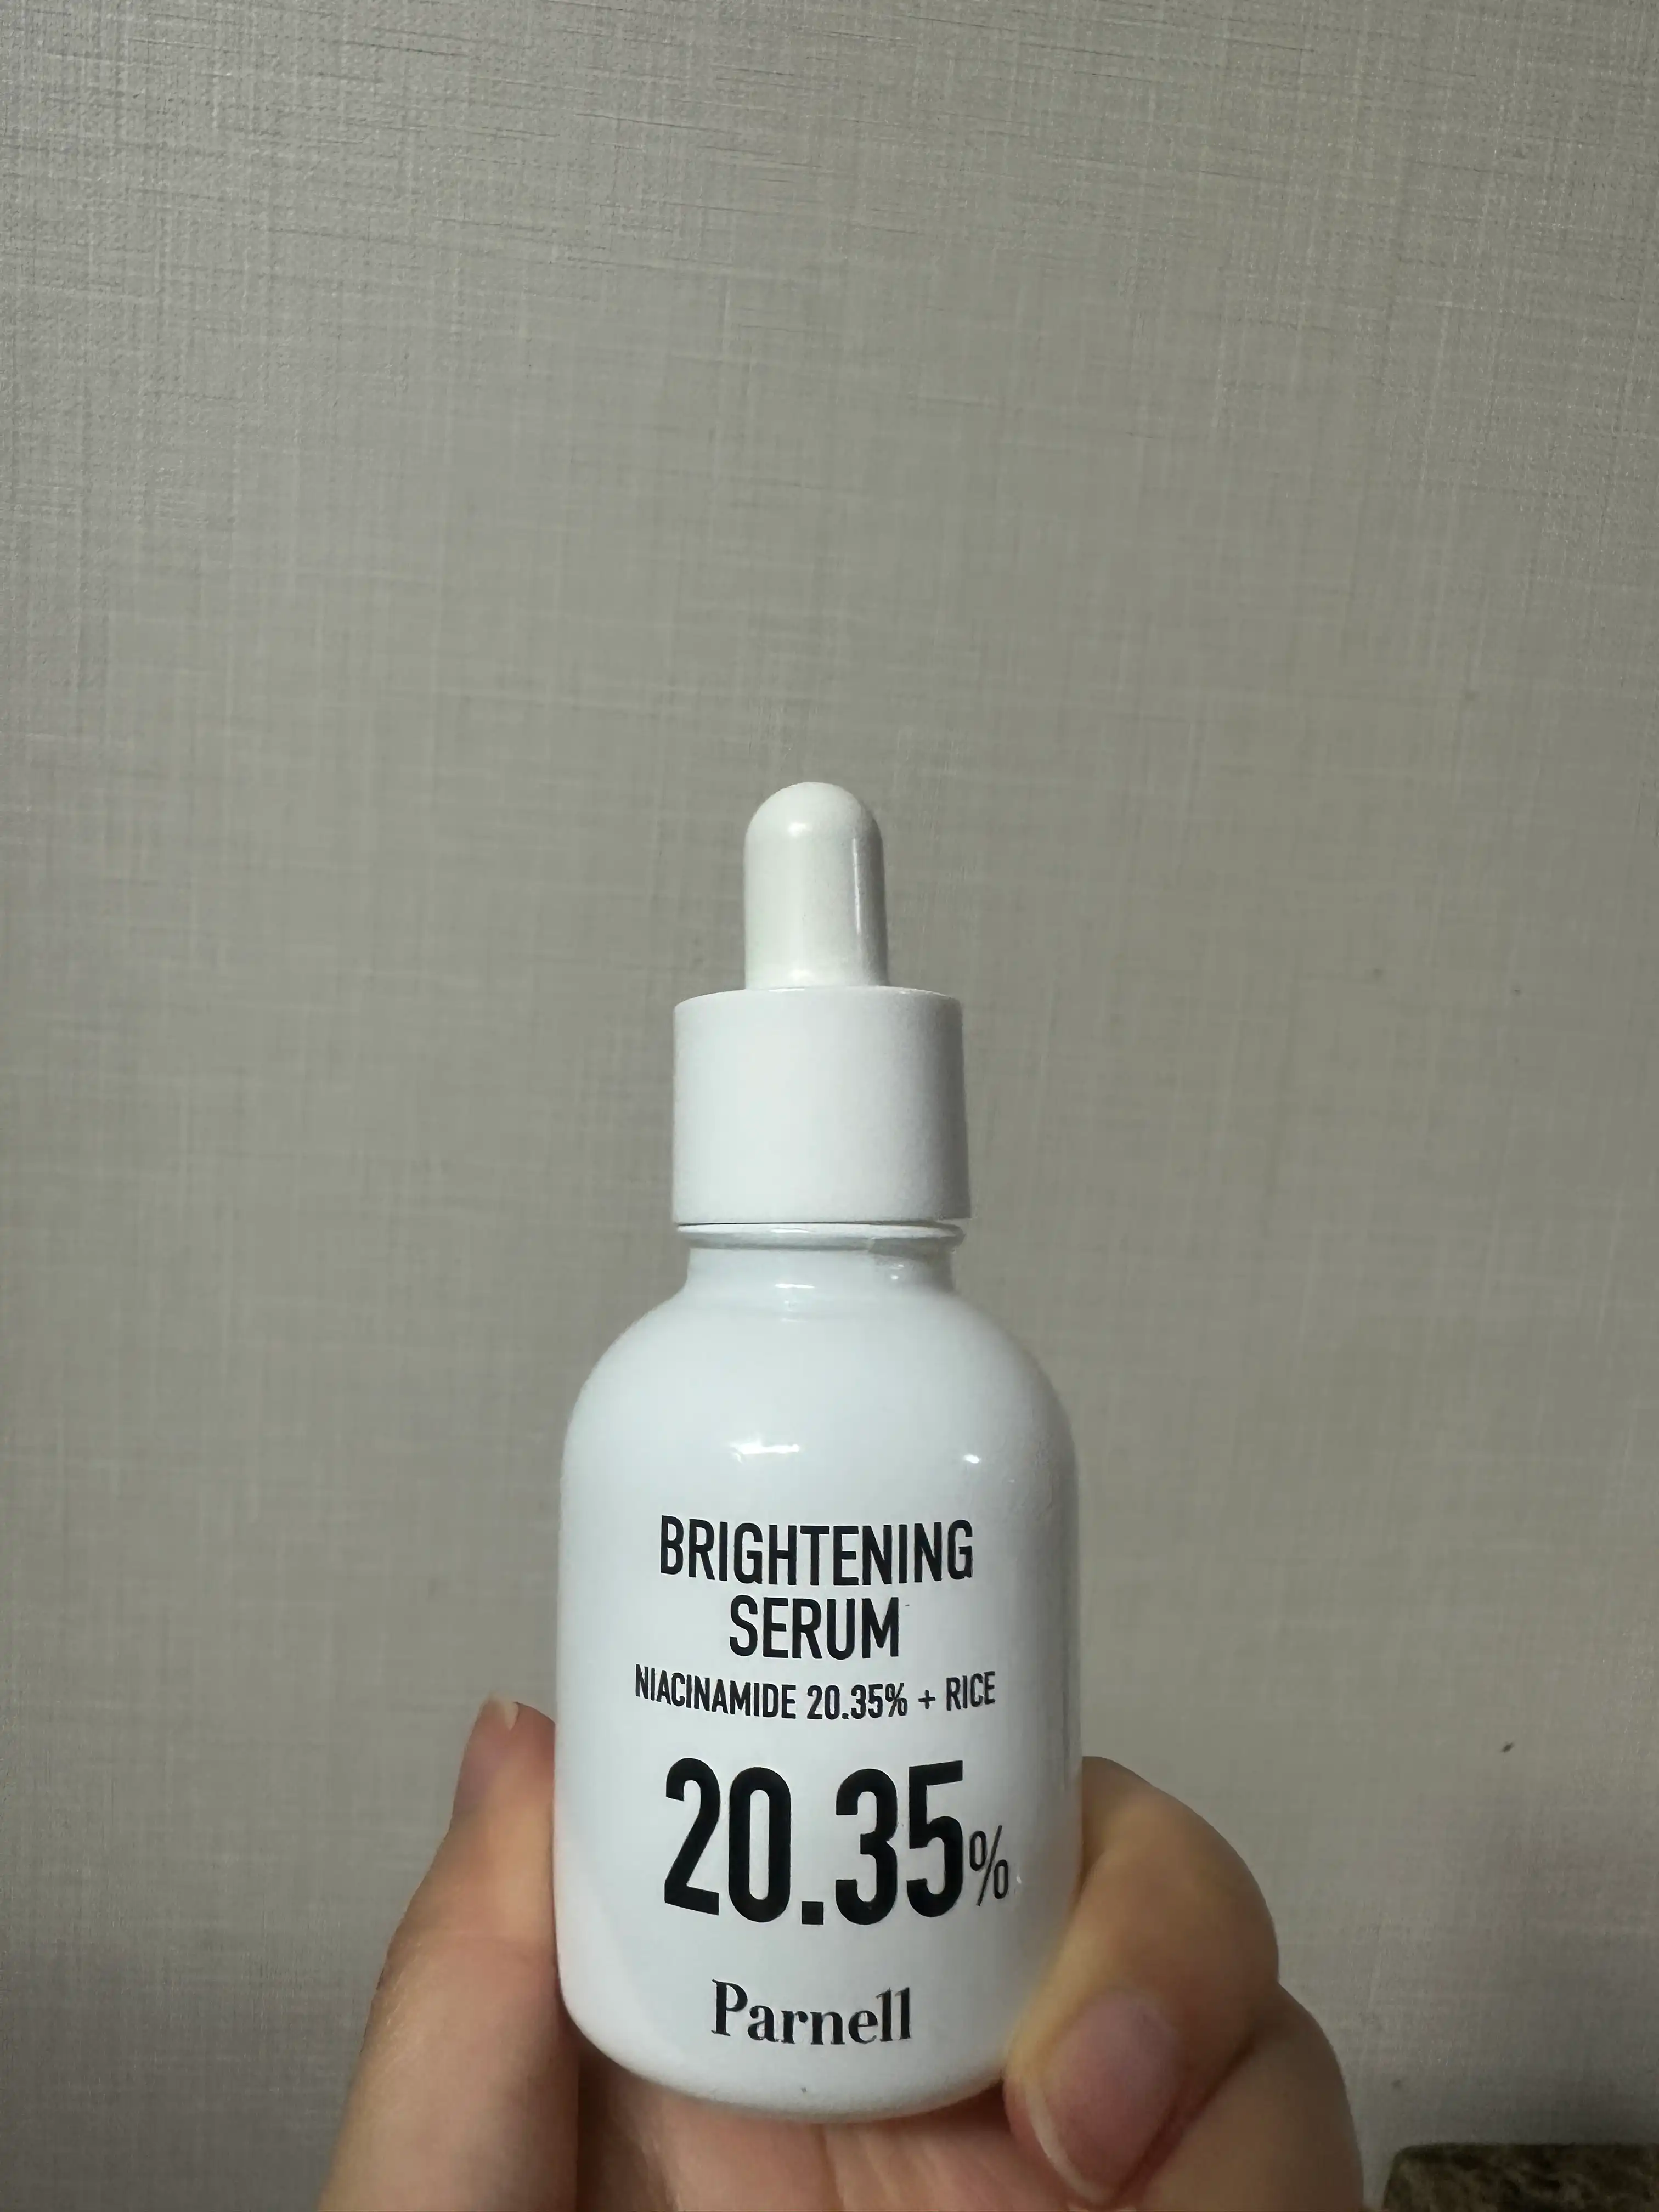 BRIGHTENING
SERUM
NIACINAMIDE 20.35% + RICE
20.35%
Parnell